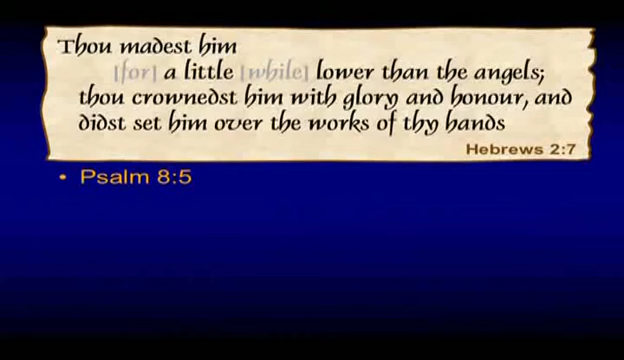 Thou madest him
[for] a little [while] lower than the angels;
thou crownedst him with glory and honour, and
didst set him over the works of thy hands
Hebrews 2:7
• Psalm 8:5